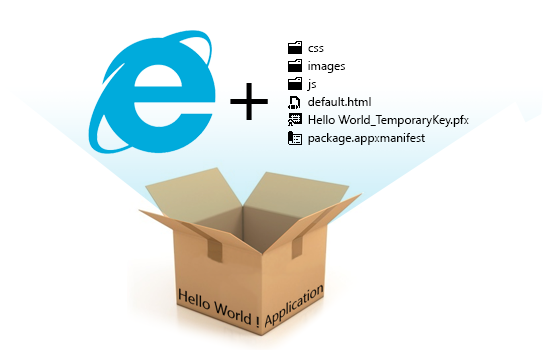 css
images
js
default.html
Hello World_TemporaryKey.pfx
package.appxmanifest
Hello World ! Application